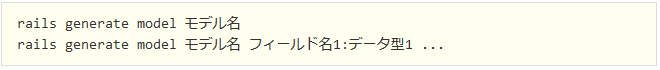 rails generate model モデル名
rails generate model モデル名 フィールド名1:データ型1 ...